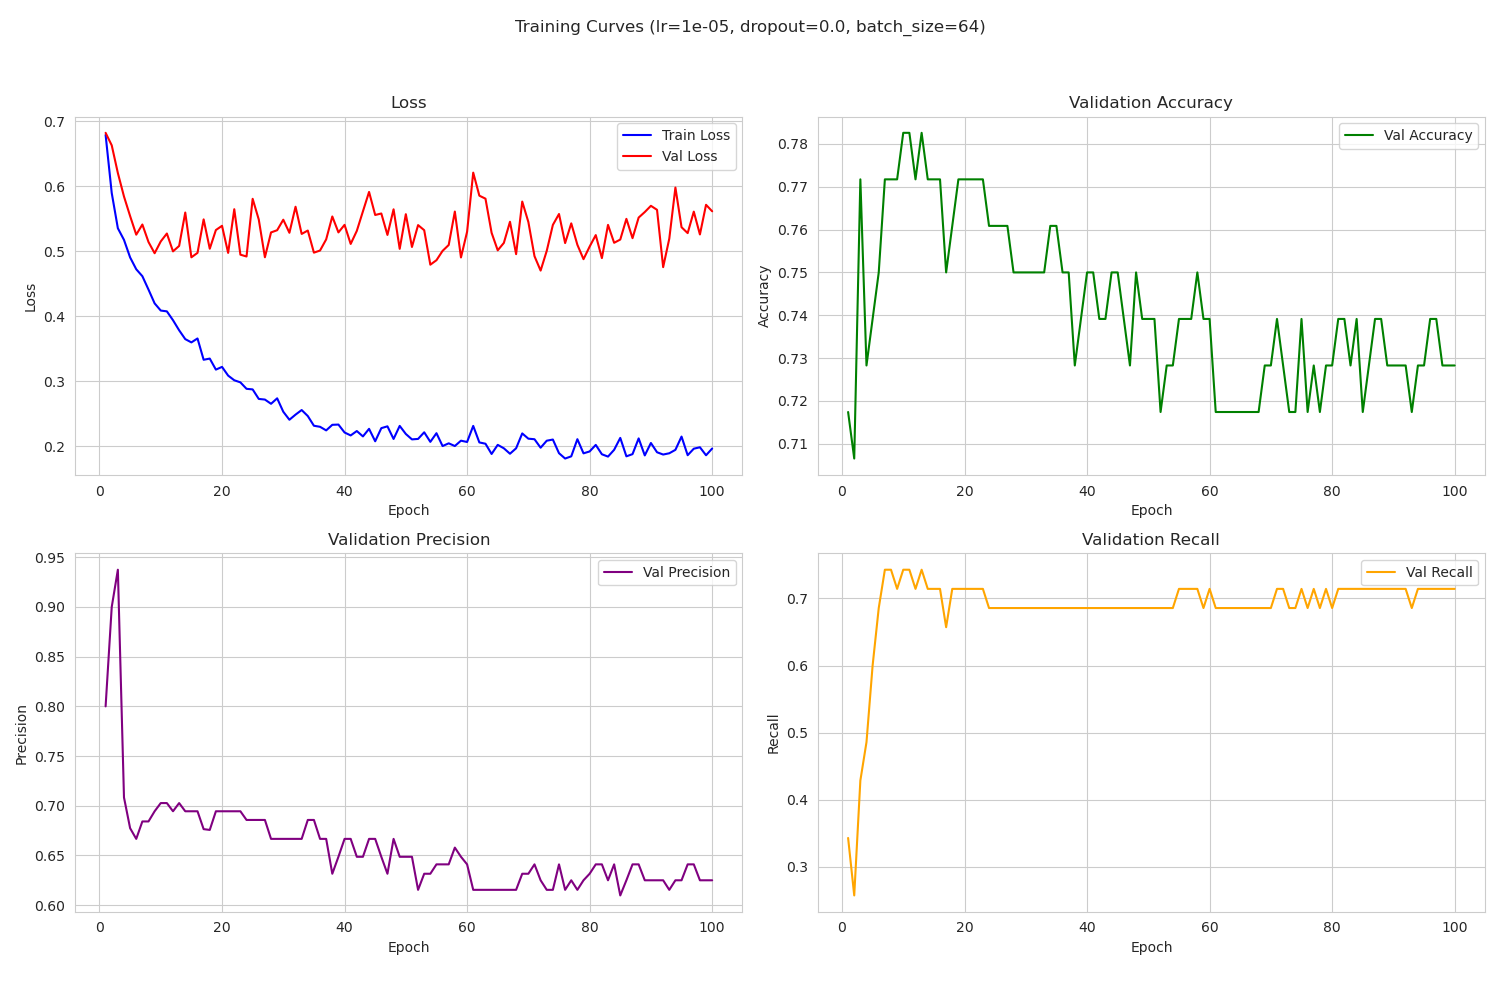 Training Curves (lr=1e-05, dropout=0.0, batch_size=64)
Loss
Train Loss
Val Loss
0.7
0.6
0.5
0.4
0.3
0.2
Loss
0 20 40 60 80 100
Epoch
Validation Accuracy
Val Accuracy
0.78
0.77
0.76
0.75
0.74
0.73
0.72
0.71
Accuracy
0 20 40 60 80 100
Epoch
Validation Precision
Val Precision
0.95
0.90
0.85
0.80
0.75
0.70
0.65
0.60
Precision
0 20 40 60 80 100
Epoch
Validation Recall
Val Recall
0.7
0.6
0.5
0.4
0.3
Recall
0 20 40 60 80 100
Epoch